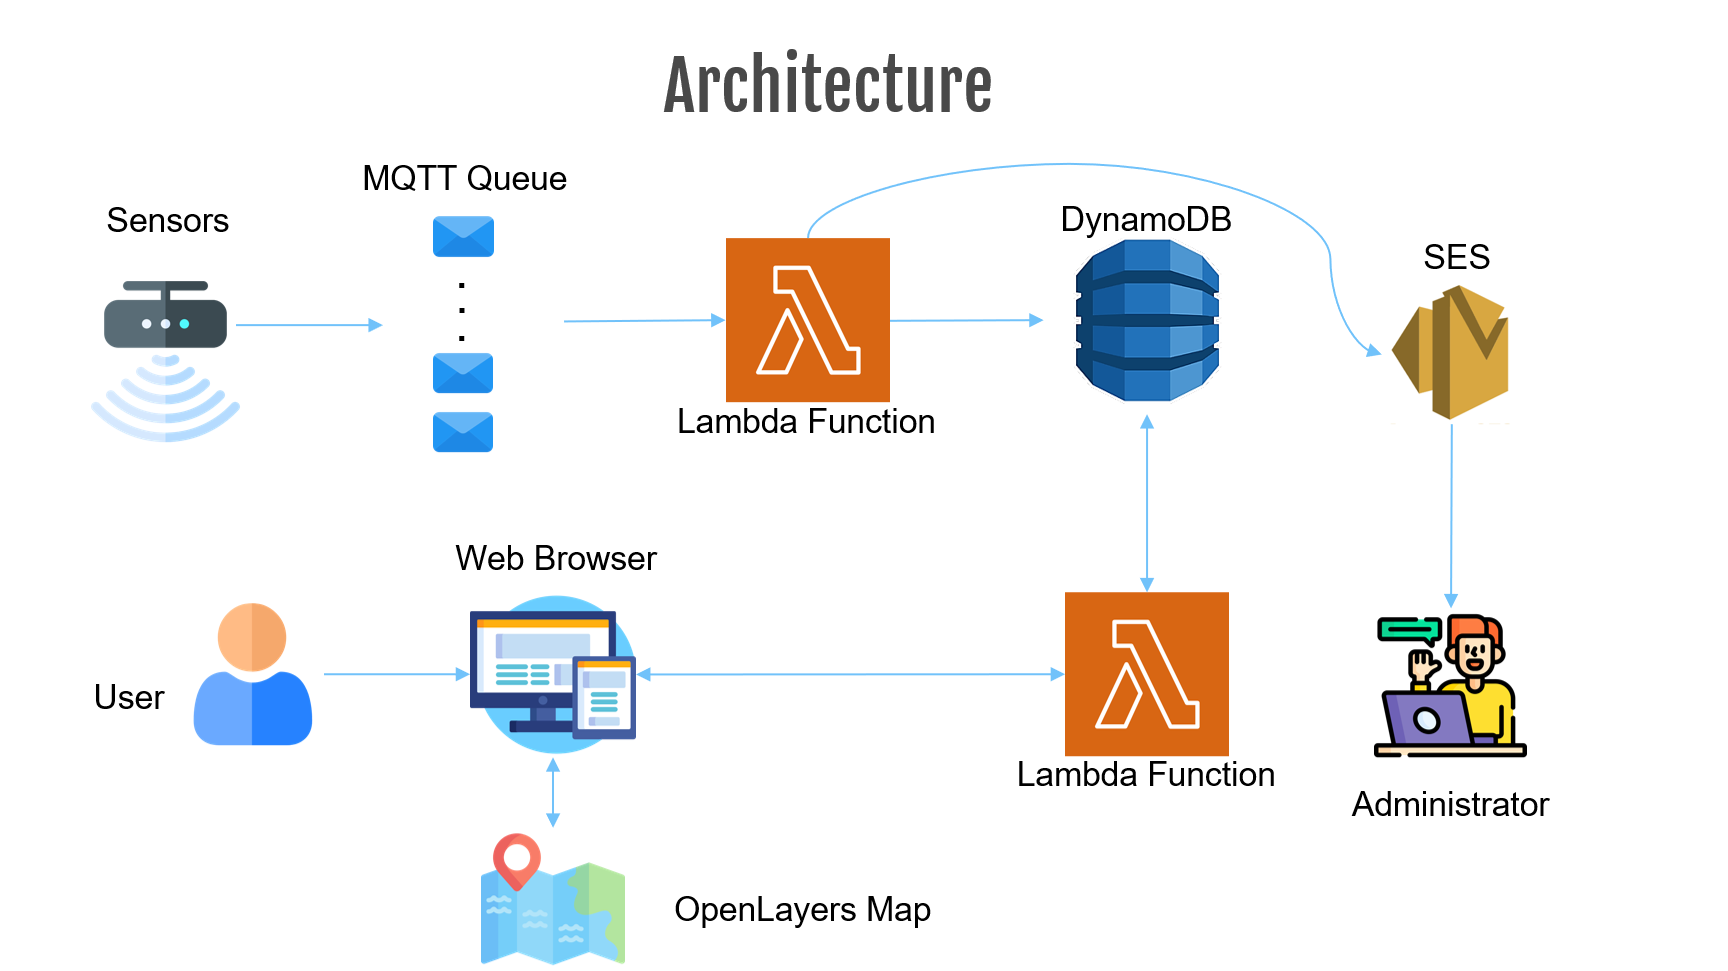 Architecture
MQTT Queue
Sensors
DynamoDB
SES
Lambda Function
Web Browser
User
Lambda Function
Administrator
OpenLayers Map